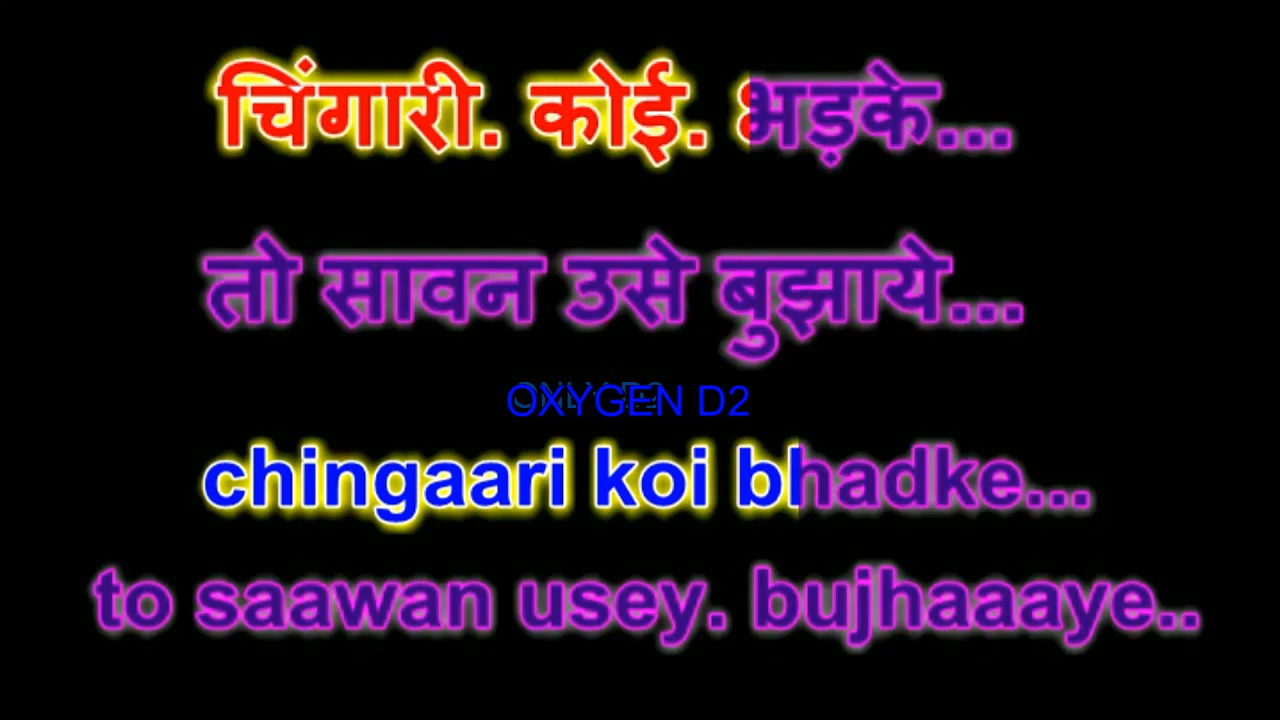 चिंगारी. कोई. भड़के...
तो सावन उसे बुझाये...
OXYGEN D2
chingaari koi bhadke...
to saawan usey. bujhaaaye..